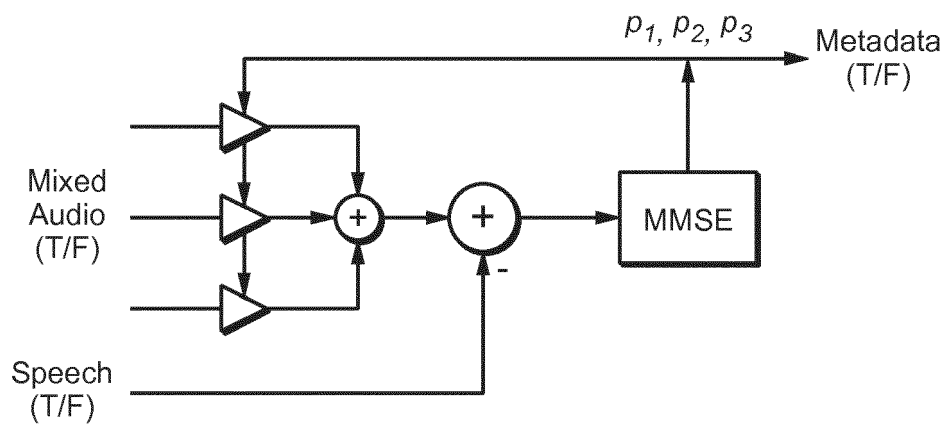 p1, p2, p3
Metadata
(T/F)
Mixed
Audio
(T/F)
+
+
-
MMSE
Speech
(T/F)